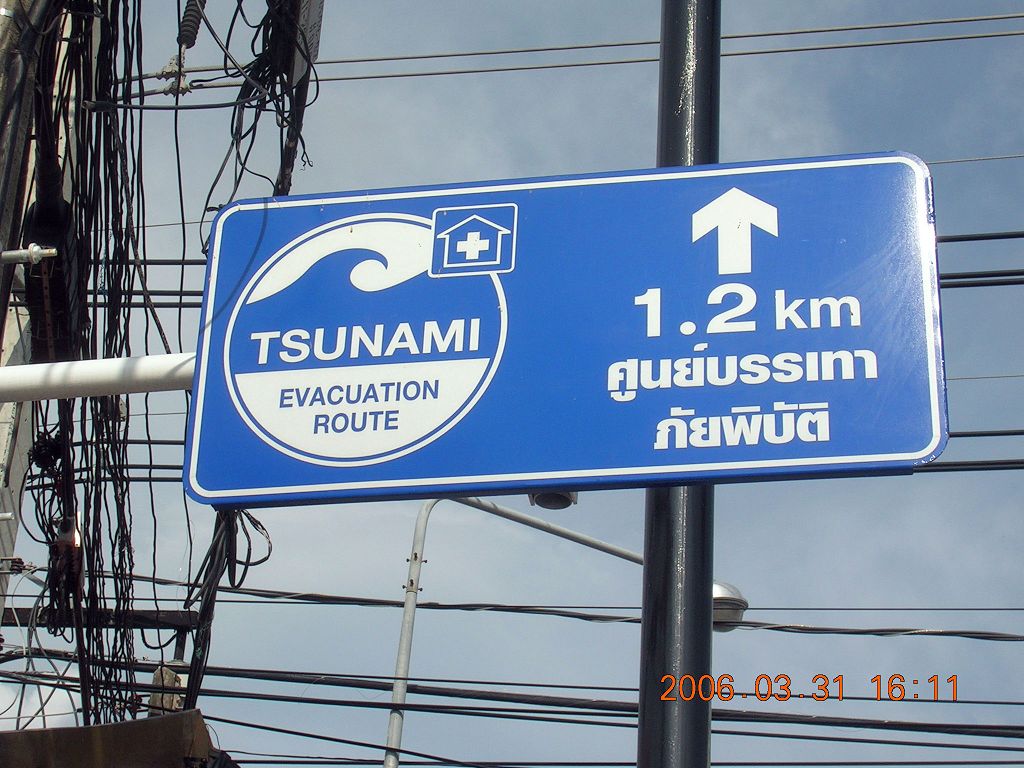 TSUNAMI
EVACUATION
ROUTE
1.2 km
ศูนย์บรรเทา
ภัยพิบัติ
2006.03.31 16:11